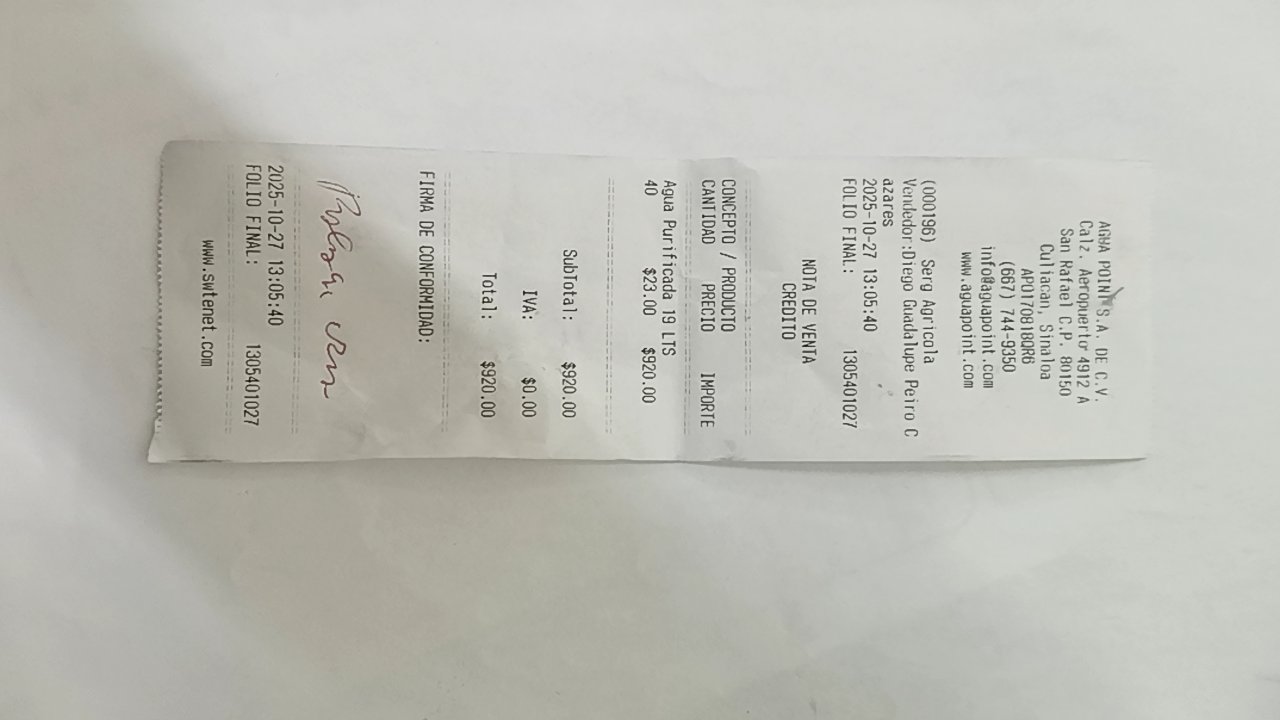 AGUA POINT S.A. DE C.V.
Calz. Aeropuerto 4912 A
San Rafael C.P. 80150
Culiacan, Sinaloa
APO170818QR6
(667) 744-9350
info@aguapoint.com
www.aguapoint.com
(000196) Serg Agricola
Vendedor:Diego Guadalupe Peiro C
azares
2025-10-27 13:05:40
FOLIO FINAL: 1305401027
NOTA DE VENTA
CREDITO
CONCEPTO / PRODUCTO
CANTIDAD PRECIO IMPORTE
Agua Purificada 19 LTS
40 $23.00 $920.00
SubTotal: $920.00
IVA: $0.00
Total: $920.00
FIRMA DE CONFORMIDAD:
2025-10-27 13:05:40
FOLIO FINAL: 1305401027
www.swtenet.com